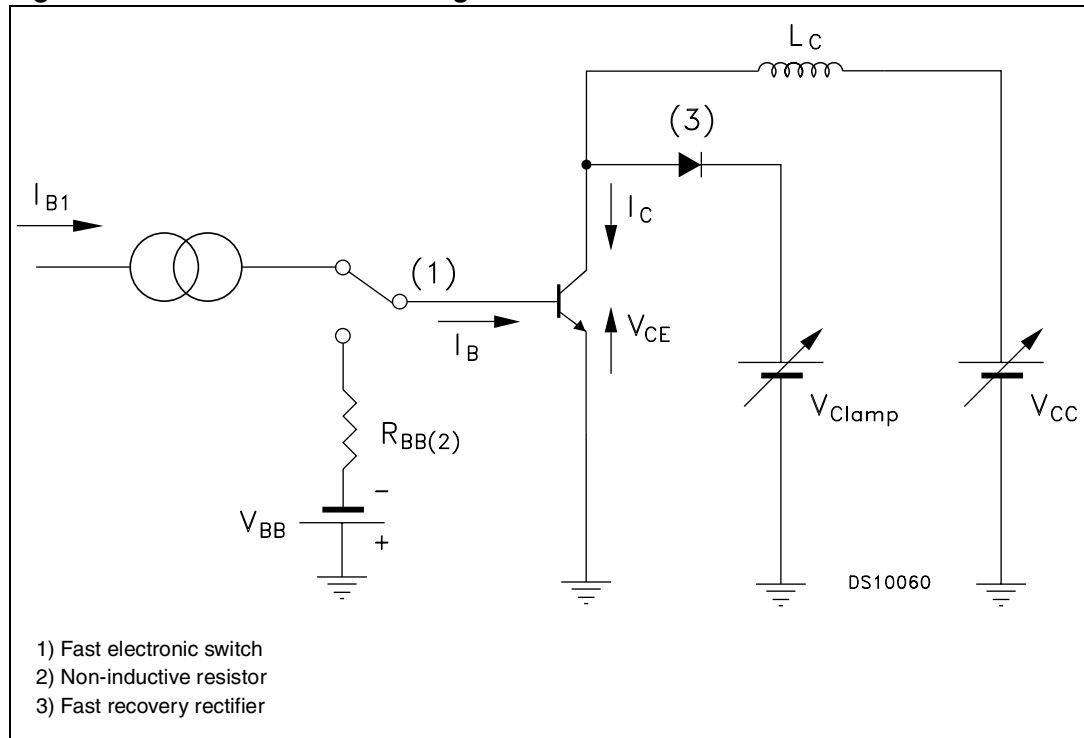 L_C
(3)
I_B1
I_C
(1)
I_B
V_CE
R_BB(2)
V_Clamp
V_CC
-
V_BB
+
DS10060
1) Fast electronic switch
2) Non-inductive resistor
3) Fast recovery rectifier